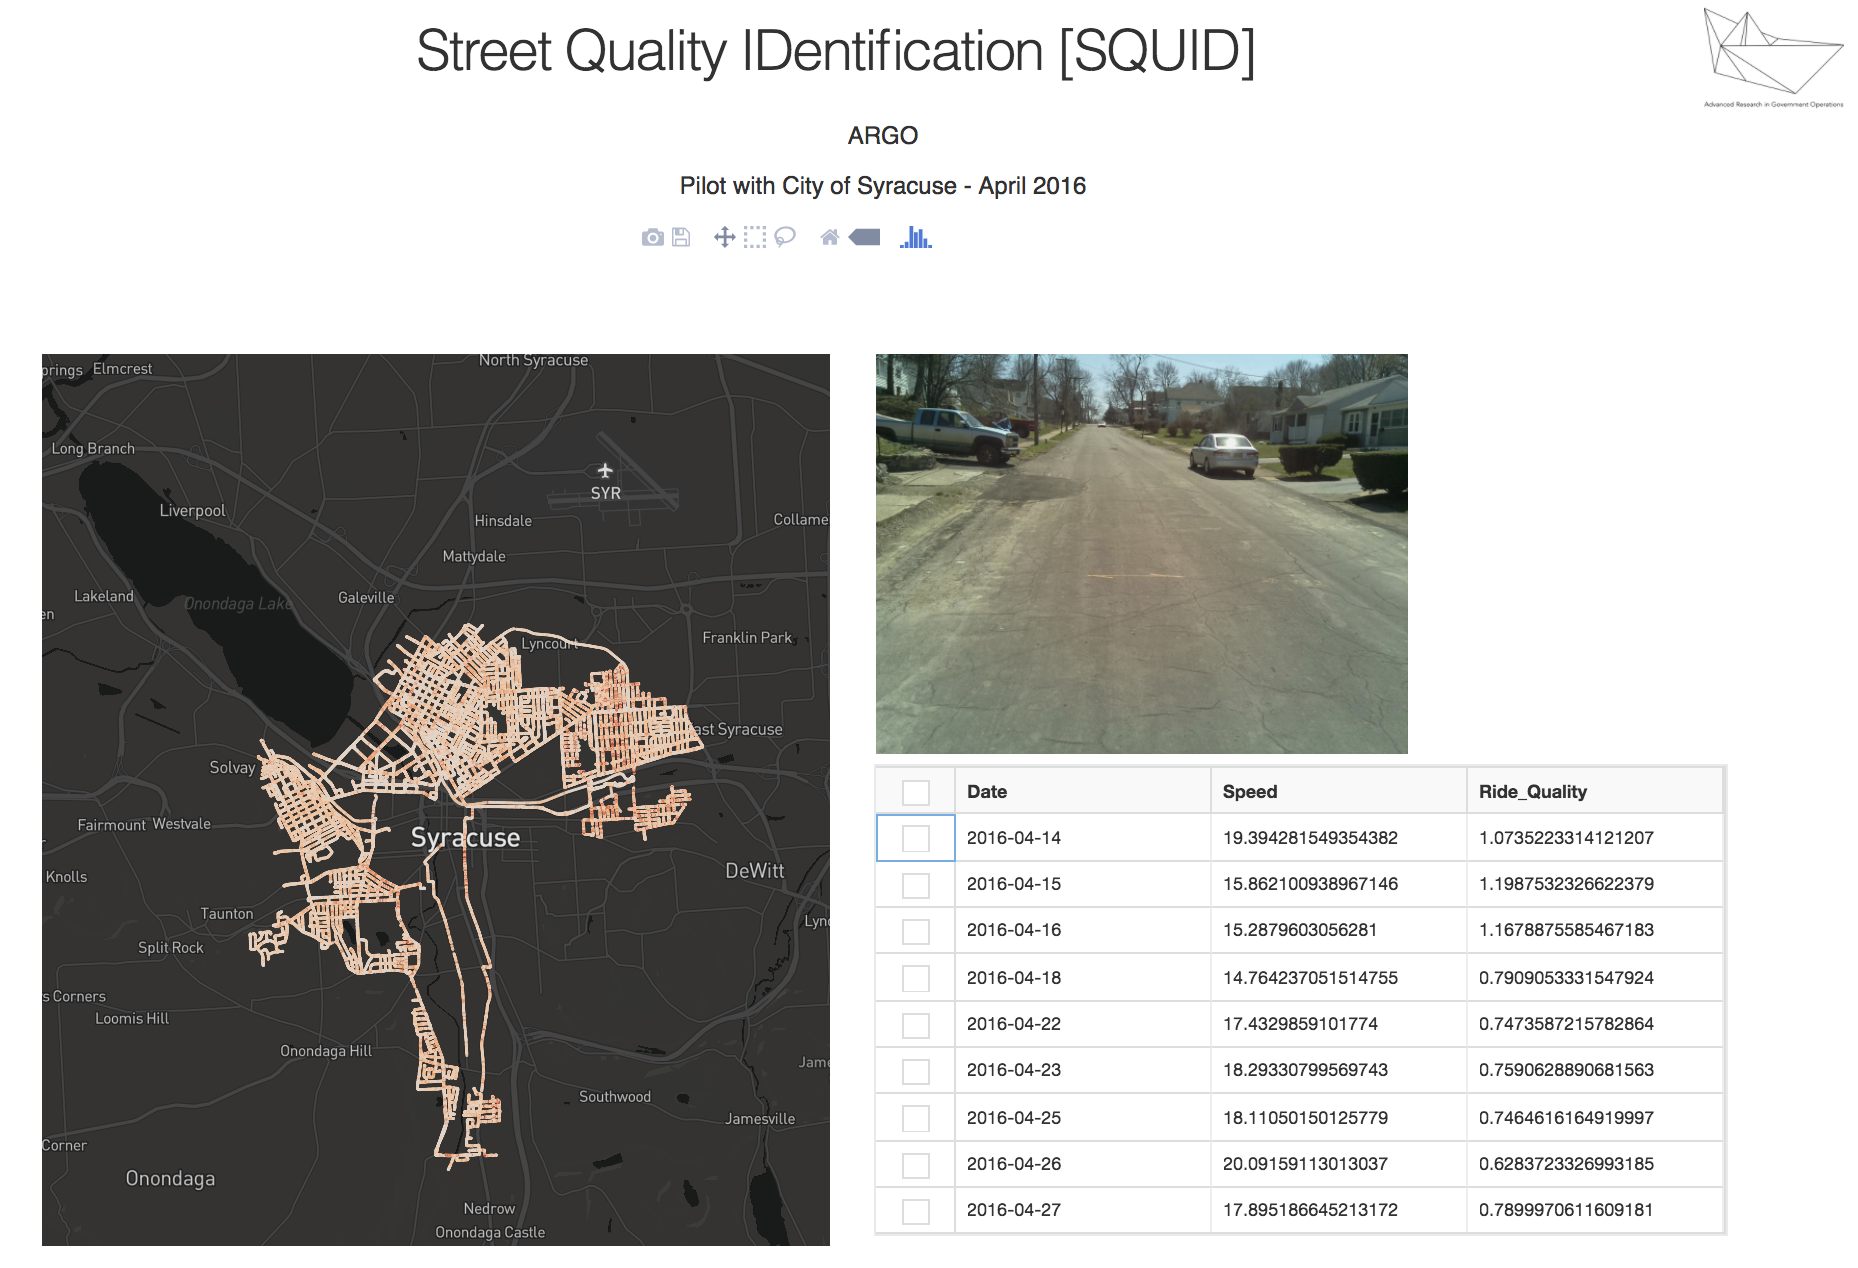 Street Quality IDentification [SQUID]
Advanced Research in Government Operations
ARGO
Pilot with City of Syracuse - April 2016
North Syracuse
prings Elmcrest
Long Branch
SYR
Liverpool
Hinsdale
Collame
Mattydale
Lakeland
Onondaga Lake
Galeville
en
Franklin Park
Lyncourt
ast Syracuse
Solvay
Fairmount Westvale
Syracuse
Knolls
DeWitt
Taunton
Lynd
Split Rock
s Corners
Loomis Hill
Onondaga Hill
Jame
Southwood
Jamesville
Corner
Onondaga
Nedrow
Onondaga Castle
Date Speed Ride_Quality
2016-04-14 19.394281549354382 1.0735223314121207
2016-04-15 15.862100938967146 1.1987532326622379
2016-04-16 15.2879603056281 1.1678875585467183
2016-04-18 14.764237051514755 0.7909053331547924
2016-04-22 17.4329859101774 0.7473587215782864
2016-04-23 18.29330799569743 0.7590628890681563
2016-04-25 18.11050150125779 0.7464616164919997
2016-04-26 20.09159113013037 0.6283723326993185
2016-04-27 17.895186645213172 0.7899970611609181